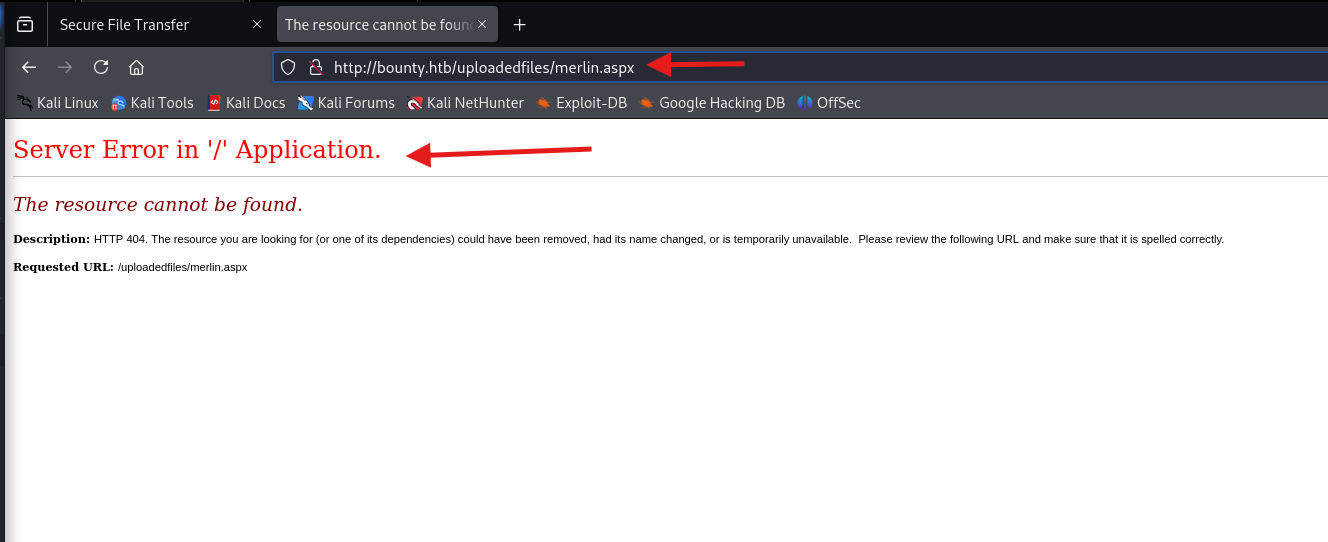 Secure File Transfer
The resource cannot be foun
http://bounty.htb/uploadedfiles/merlin.aspx
Kali Linux Kali Tools Kali Docs Kali Forums Kali NetHunter Exploit-DB Google Hacking DB OffSec
Server Error in '/' Application.
The resource cannot be found.
Description: HTTP 404. The resource you are looking for (or one of its dependencies) could have been removed, had its name changed, or is temporarily unavailable.  Please review the following URL and make sure that it is spelled correctly.
Requested URL: /uploadedfiles/merlin.aspx